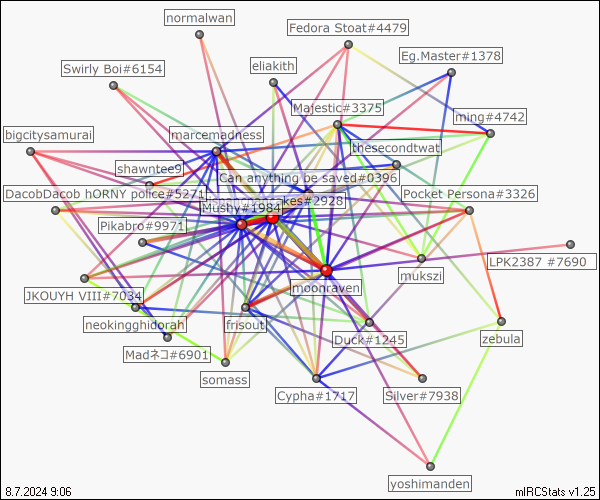 normalwan
Fedora Stoat#4479
Eg.Master#1378
eliakith
Swirly Boi#6154
Majestic#3375
ming#4742
bigcitysamurai
marcemadness
thesecondtwat
shawntee9
Can anything be saved#0396
DacobDacob hORNY police#5271
Pocket Persona#3326
kes#2928
Mushy#1984
Pikabro#9971
LPK2387 #7690
mukszi
moonraven
JKOUYH VIII#7034
neokingghidorah
frisout
Duck#1245
zebula
Madネコ#6901
somass
Cypha#1717
Silver#7938
yoshimanden
8.7.2024 9:06
mIRCStats v1.25